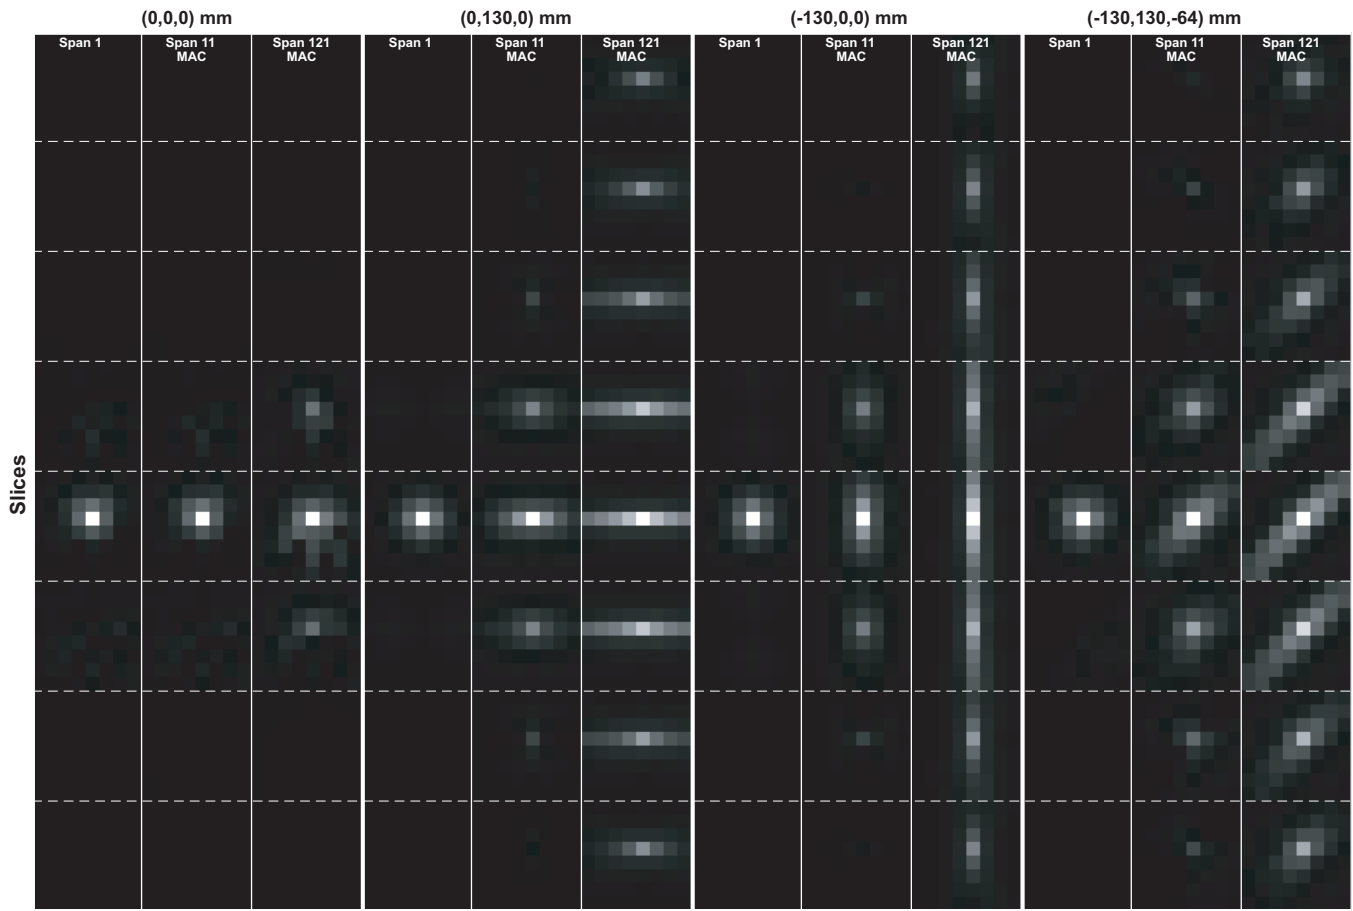 (0,0,0) mm (0,130,0) mm (-130,0,0) mm (-130,130,-64) mm
Span 1 Span 11 Span 121 Span 1 Span 11 Span 121 Span 1 Span 11 Span 121 Span 1 Span 11 Span 121
MAC MAC MAC MAC MAC MAC MAC MAC
Slices